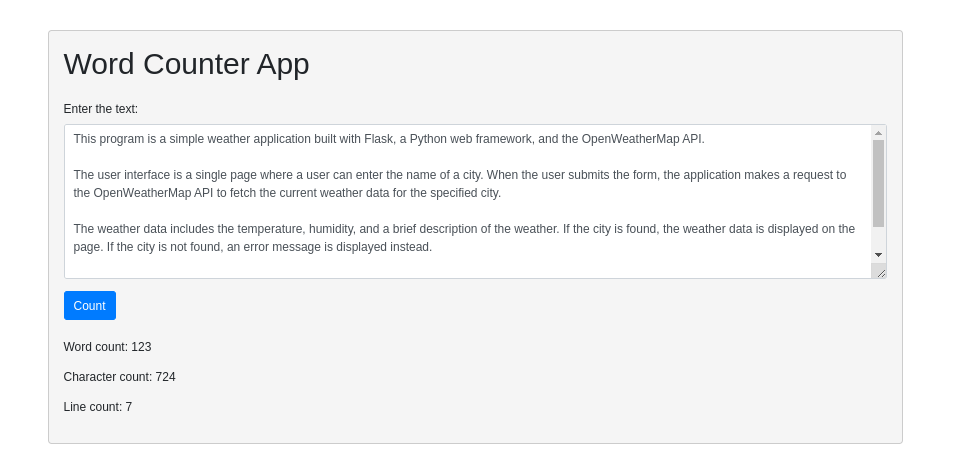 Word Counter App
Enter the text:
This program is a simple weather application built with Flask, a Python web framework, and the OpenWeatherMap API.
The user interface is a single page where a user can enter the name of a city. When the user submits the form, the application makes a request to
the OpenWeatherMap API to fetch the current weather data for the specified city.
The weather data includes the temperature, humidity, and a brief description of the weather. If the city is found, the weather data is displayed on the
page. If the city is not found, an error message is displayed instead.
Count
Word count: 123
Character count: 724
Line count: 7